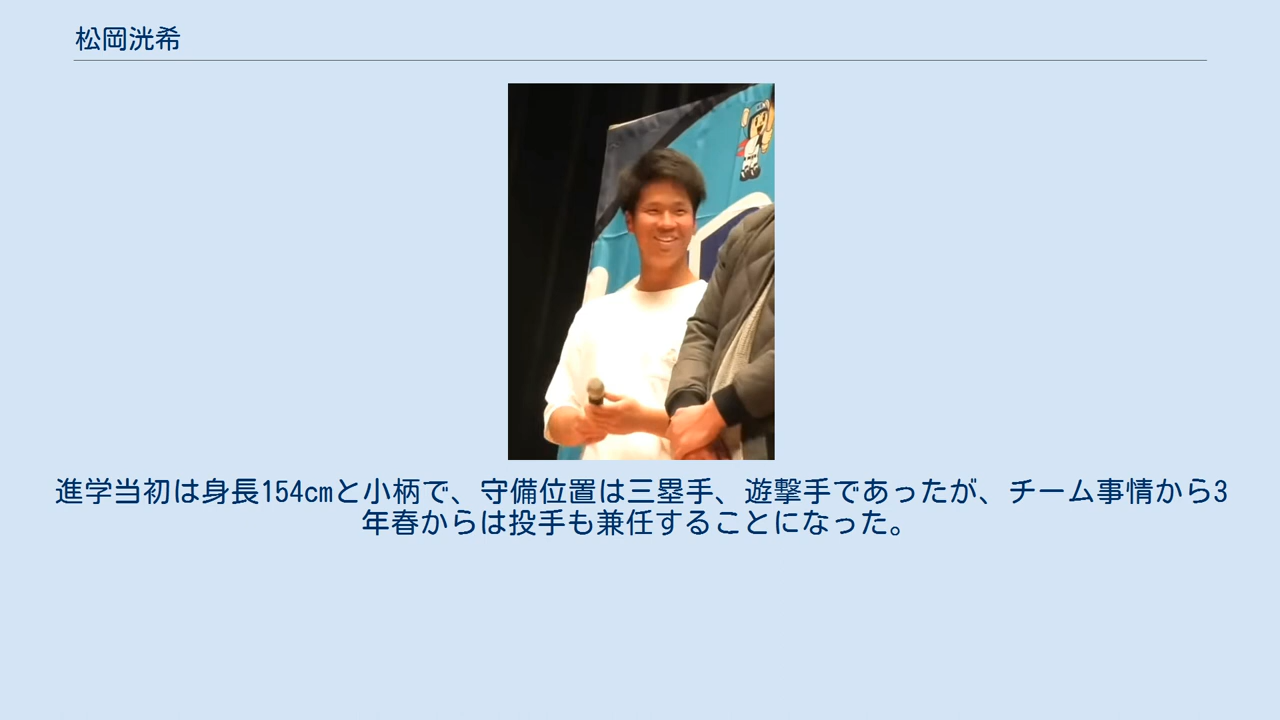 松岡洸希
進学当初は身長154cmと小柄で、守備位置は三塁手、遊撃手であったが、チーム事情から3
年春からは投手も兼任することになった。